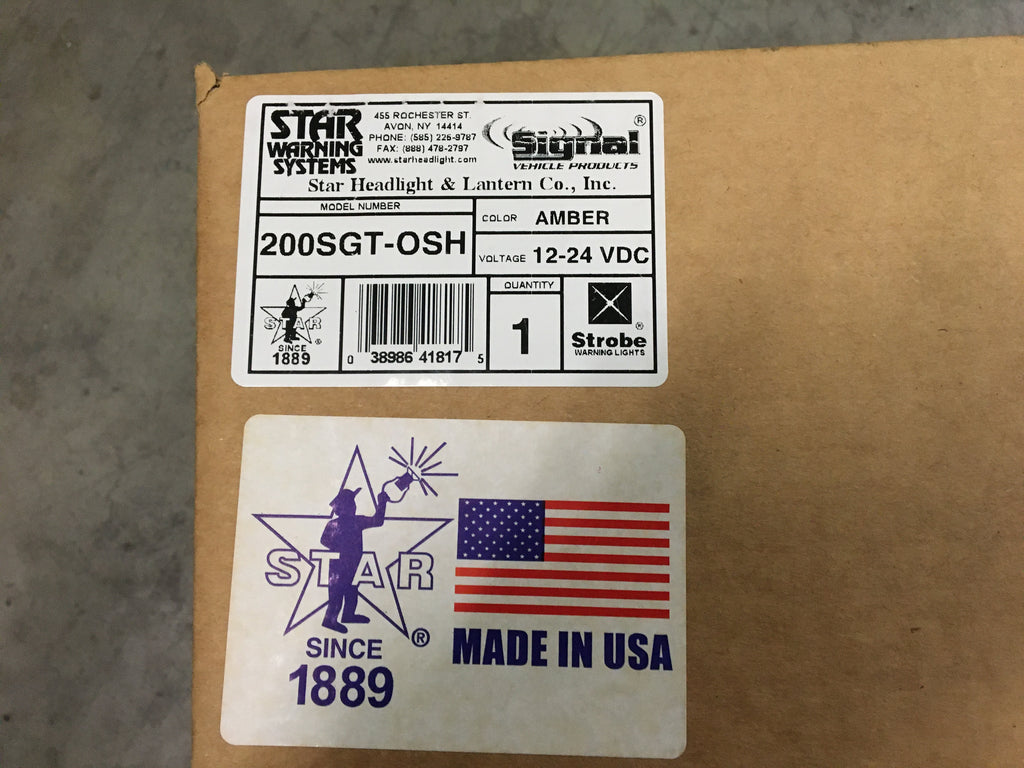 STAR
WARNING
SYSTEMS
455 ROCHESTER ST.
AVON, NY 14414
PHONE: (585) 226-9787
FAX: (888) 478-2797
www.starheadlight.com
Signal ®
VEHICLE PRODUCTS
Star Headlight & Lantern Co., Inc.
MODEL NUMBER
200SGT-OSH
COLOR AMBER
VOLTAGE 12-24 VDC
STAR ®
SINCE
1889
0 38986 41817 5
QUANTITY
1
Strobe ®
WARNING LIGHTS
STAR ®
SINCE
1889
MADE IN USA